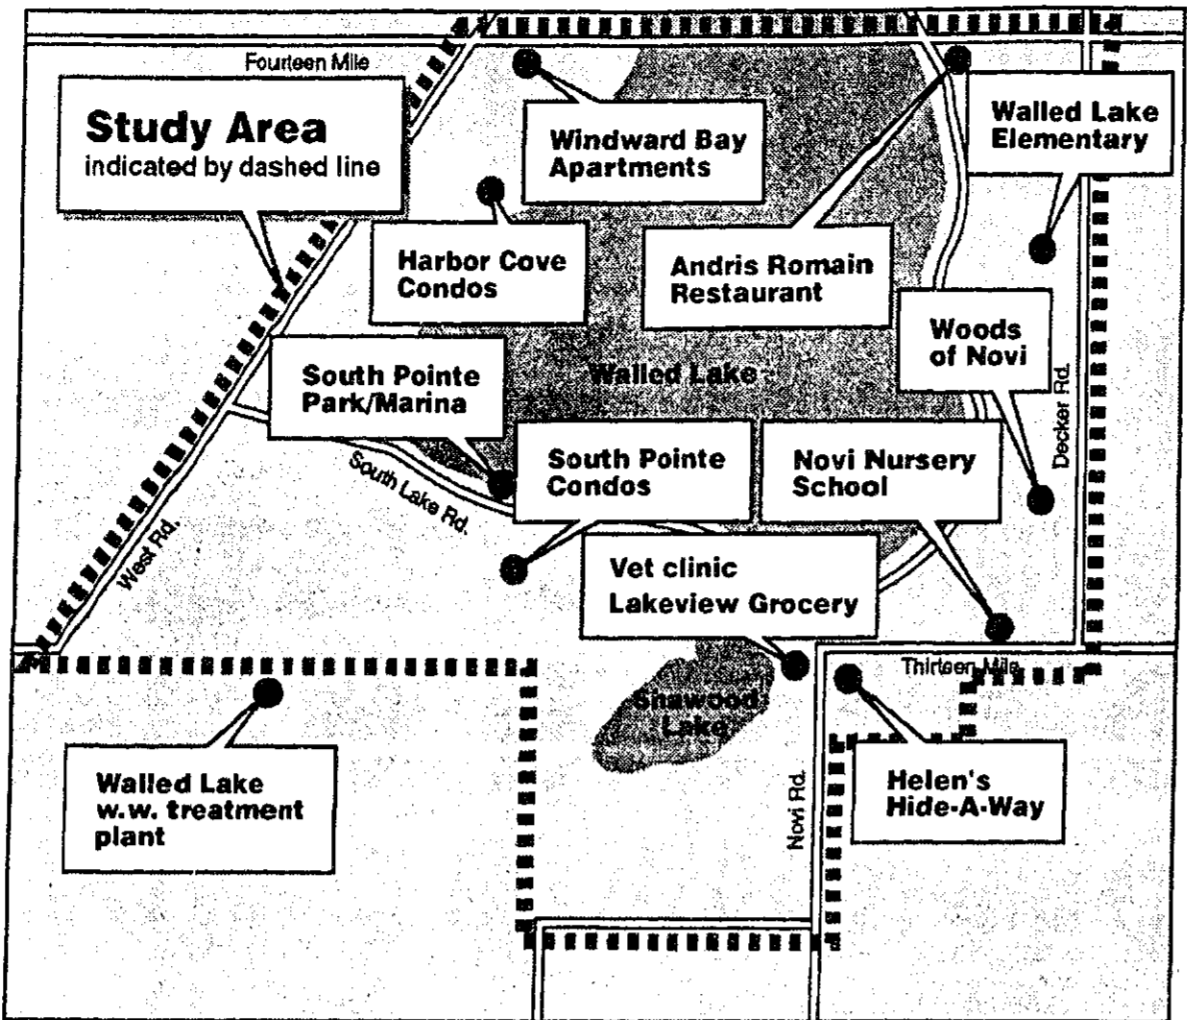 Fourteen Mile
Study Area
indicated by dashed line
Windward Bay
Apartments
Walled Lake
Elementary
Harbor Cove
Condos
Andris Romain
Restaurant
Woods
of Novi
South Pointe
Park/Marina
Walled Lake
Decker Rd.
South Lake Rd.
South Pointe
Condos
Novi Nursery
School
West Rd.
Vet clinic
Lakeview Grocery
Thirteen Mile
Shawood
Lake
Walled Lake
w.w. treatment
plant
Novi Rd.
Helen's
Hide-A-Way